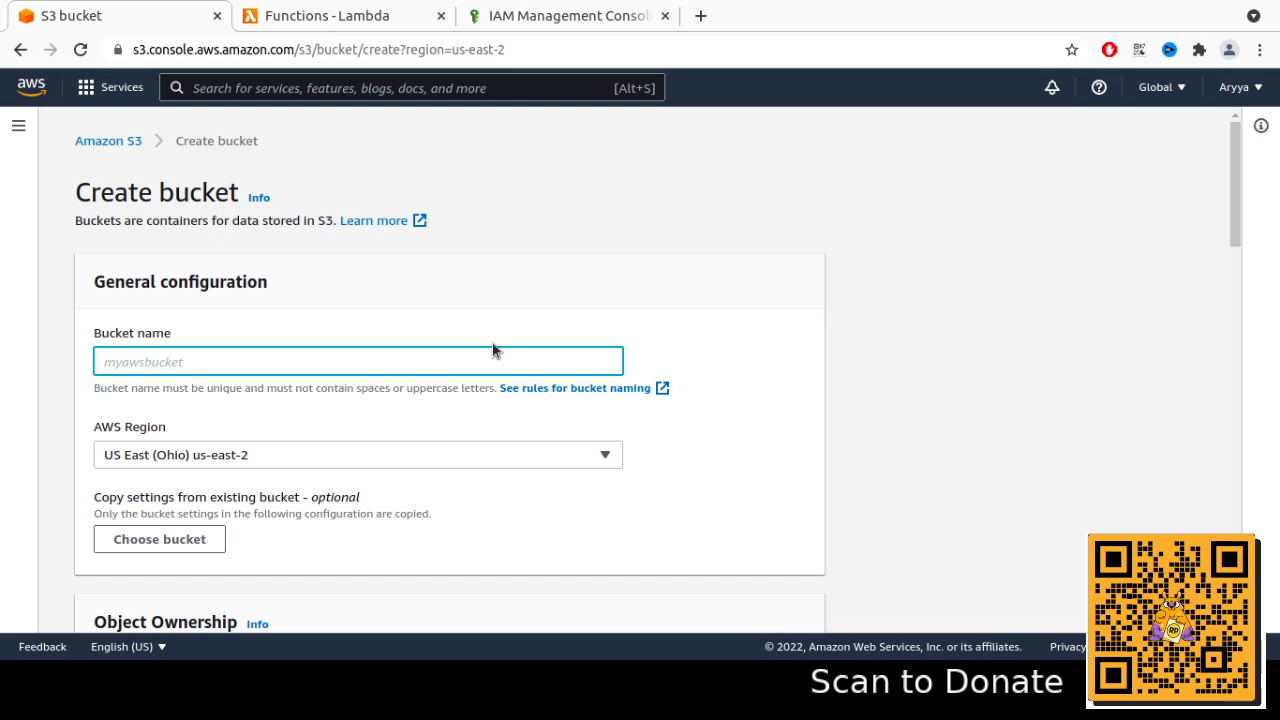 S3 bucket
Functions - Lambda
IAM Management Consol
s3.console.aws.amazon.com/s3/bucket/create?region=us-east-2
aws
Services
Search for services, features, blogs, docs, and more
[Alt+S]
Global
Aryya
Amazon S3
Create bucket
Create bucket
Info
Buckets are containers for data stored in S3. Learn more
General configuration
Bucket name
myawsbucket
Bucket name must be unique and must not contain spaces or uppercase letters. See rules for bucket naming
AWS Region
US East (Ohio) us-east-2
Copy settings from existing bucket - optional
Only the bucket settings in the following configuration are copied.
Choose bucket
Object Ownership
Info
Feedback
English (US)
© 2022, Amazon Web Services, Inc. or its affiliates.
Privacy
Scan to Donate
RP